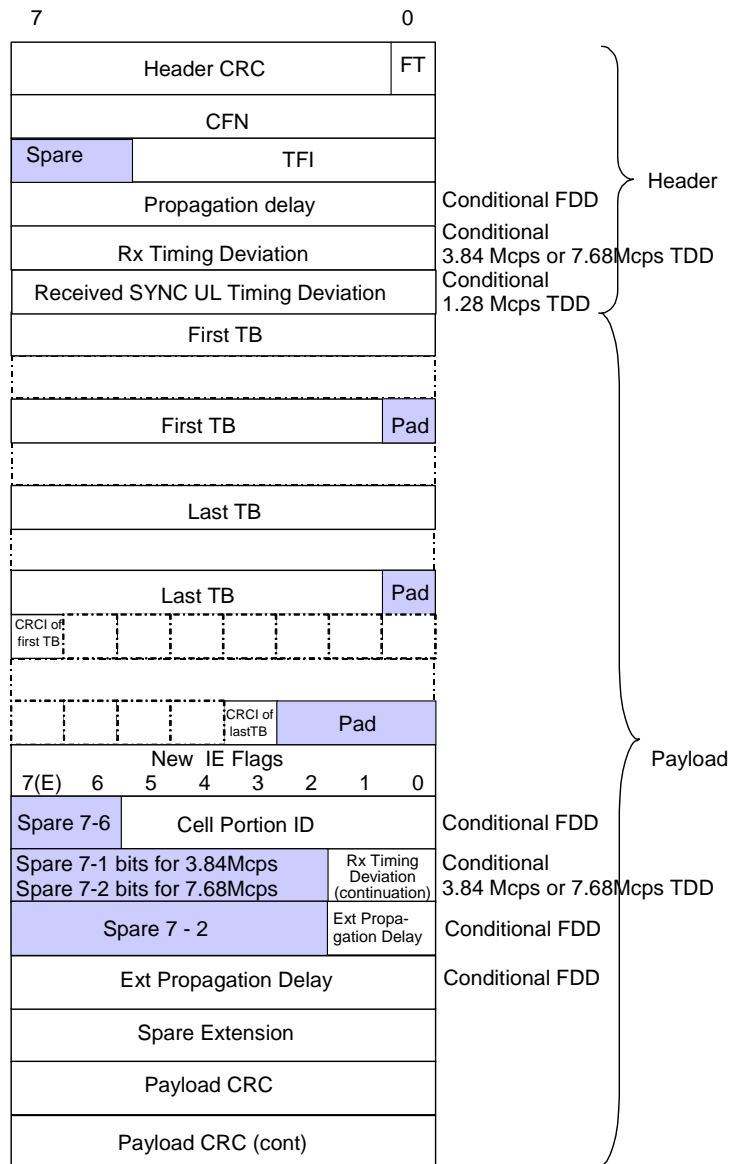 7 0
Header CRC FT
CFN
Spare TFI
Header
Propagation delay Conditional FDD
Rx Timing Deviation Conditional
3.84 Mcps or 7.68Mcps TDD
Received SYNC UL Timing Deviation Conditional
1.28 Mcps TDD
First TB
First TB Pad
Last TB
Last TB Pad
CRCI of
first TB
CRCI of
lastTB
Pad
New IE Flags
7(E) 6 5 4 3 2 1 0
Payload
Spare 7-6 Cell Portion ID Conditional FDD
Spare 7-1 bits for 3.84Mcps
Spare 7-2 bits for 7.68Mcps
Rx Timing
Deviation
(continuation)
Conditional
3.84 Mcps or 7.68Mcps TDD
Spare 7 - 2
Ext Propa-
gation Delay
Conditional FDD
Ext Propagation Delay Conditional FDD
Spare Extension
Payload CRC
Payload CRC (cont)